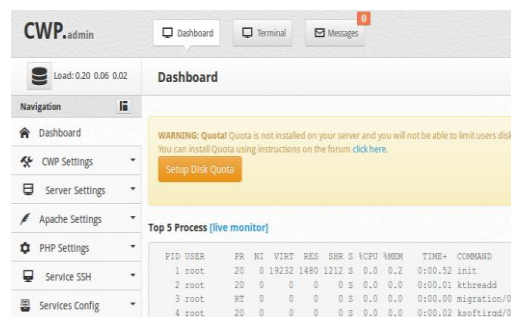 CWP.admin
Dashboard
Terminal
Messages
0
Load: 0.20 0.06 0.02
Dashboard
Navigation
Dashboard
CWP Settings
Server Settings
Apache Settings
PHP Settings
Service SSH
Services Config
WARNING: Quota! Quota is not installed on your server and you will not be able to limit users disk
You can install Quota using instructions on the forum click here.
Setup Disk Quota
Top 5 Process [live monitor]
PID USER PR NI VIRT RES SHR S %CPU %MEM TIME+ COMMAND
1 root 20 0 19232 1480 1212 S 0.0 0.2 0:00.52 init
2 root 20 0 0 0 0 S 0.0 0.0 0:00.01 kthreadd
3 root RT 0 0 0 0 S 0.0 0.0 0:00.00 migration/0
4 root 20 0 0 0 0 S 0.0 0.0 0:00.02 ksoftirqd/0